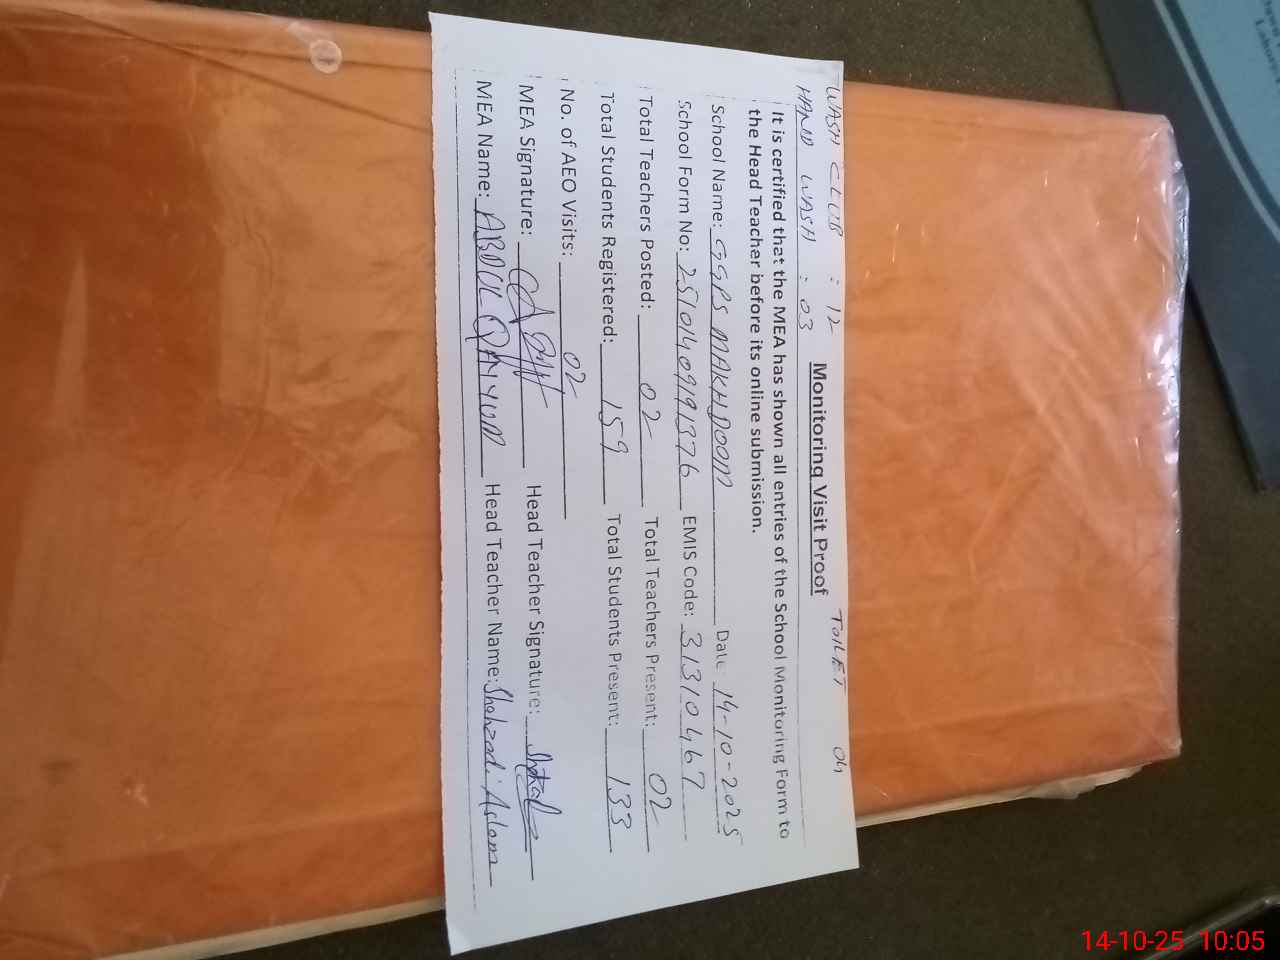 WASH CLUB : 12
HAND WASH : 03
TOILET 04
Monitoring Visit Proof
It is certified that the MEA has shown all entries of the School Monitoring Form to
the Head Teacher before its online submission.
School Name: GGPS MAKHDOOM Date 14-10-2025
School Form No: 25101409191376 EMIS Code: 31310467
Total Teachers Posted: 02 Total Teachers Present: 02
Total Students Registered: 159 Total Students Present: 133
No. of AEO Visits: 02
MEA Signature: Head Teacher Signature:
MEA Name: ABDUL QAIYUM Head Teacher Name: Shehzadi Aslam
14-10-25 10:05